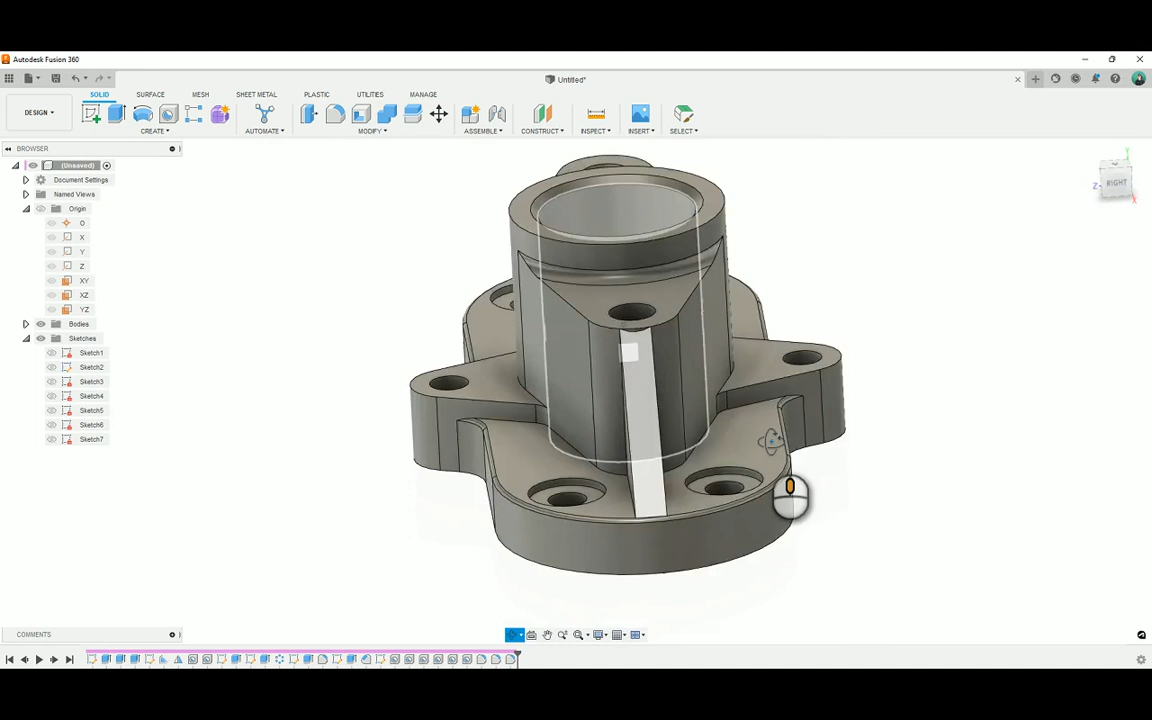 Autodesk Fusion 360
Untitled*
DESIGN
SOLID SURFACE MESH SHEET METAL PLASTIC UTILITIES MANAGE
CREATE AUTOMATE MODIFY ASSEMBLE CONSTRUCT INSPECT INSERT SELECT
BROWSER
(Unsaved)
Document Settings
Named Views
Origin
O
X
Y
Z
XY
XZ
YZ
Bodies
Sketches
Sketch1
Sketch2
Sketch3
Sketch4
Sketch5
Sketch6
Sketch7
Y
Z
RIGHT
X
COMMENTS